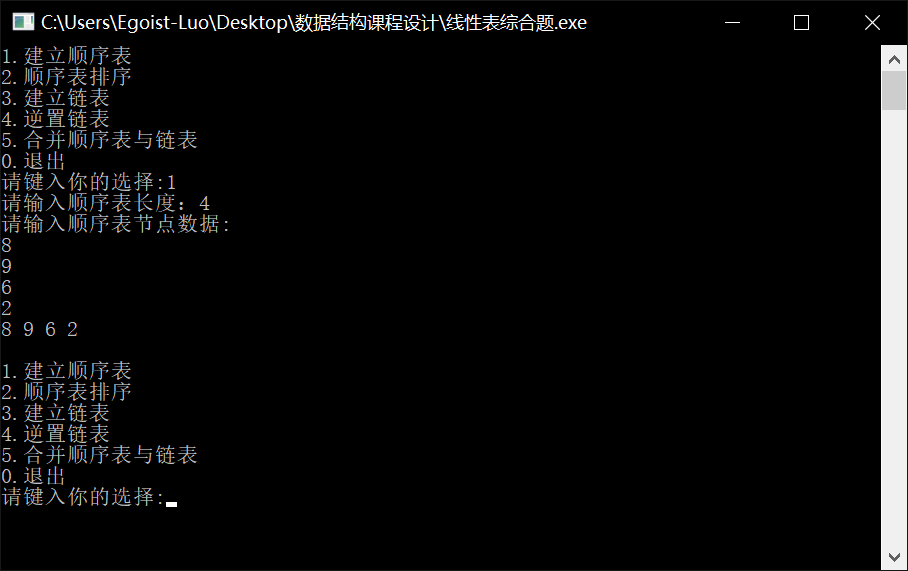 C:\Users\Egoist-Luo\Desktop\数据结构课程设计\线性表综合题.exe
1.建立顺序表
2.顺序表排序
3.建立链表
4.逆置链表
5.合并顺序表与链表
0.退出
请键入你的选择:1
请输入顺序表长度：4
请输入顺序表节点数据:
8
9
6
2
8 9 6 2
1.建立顺序表
2.顺序表排序
3.建立链表
4.逆置链表
5.合并顺序表与链表
0.退出
请键入你的选择: